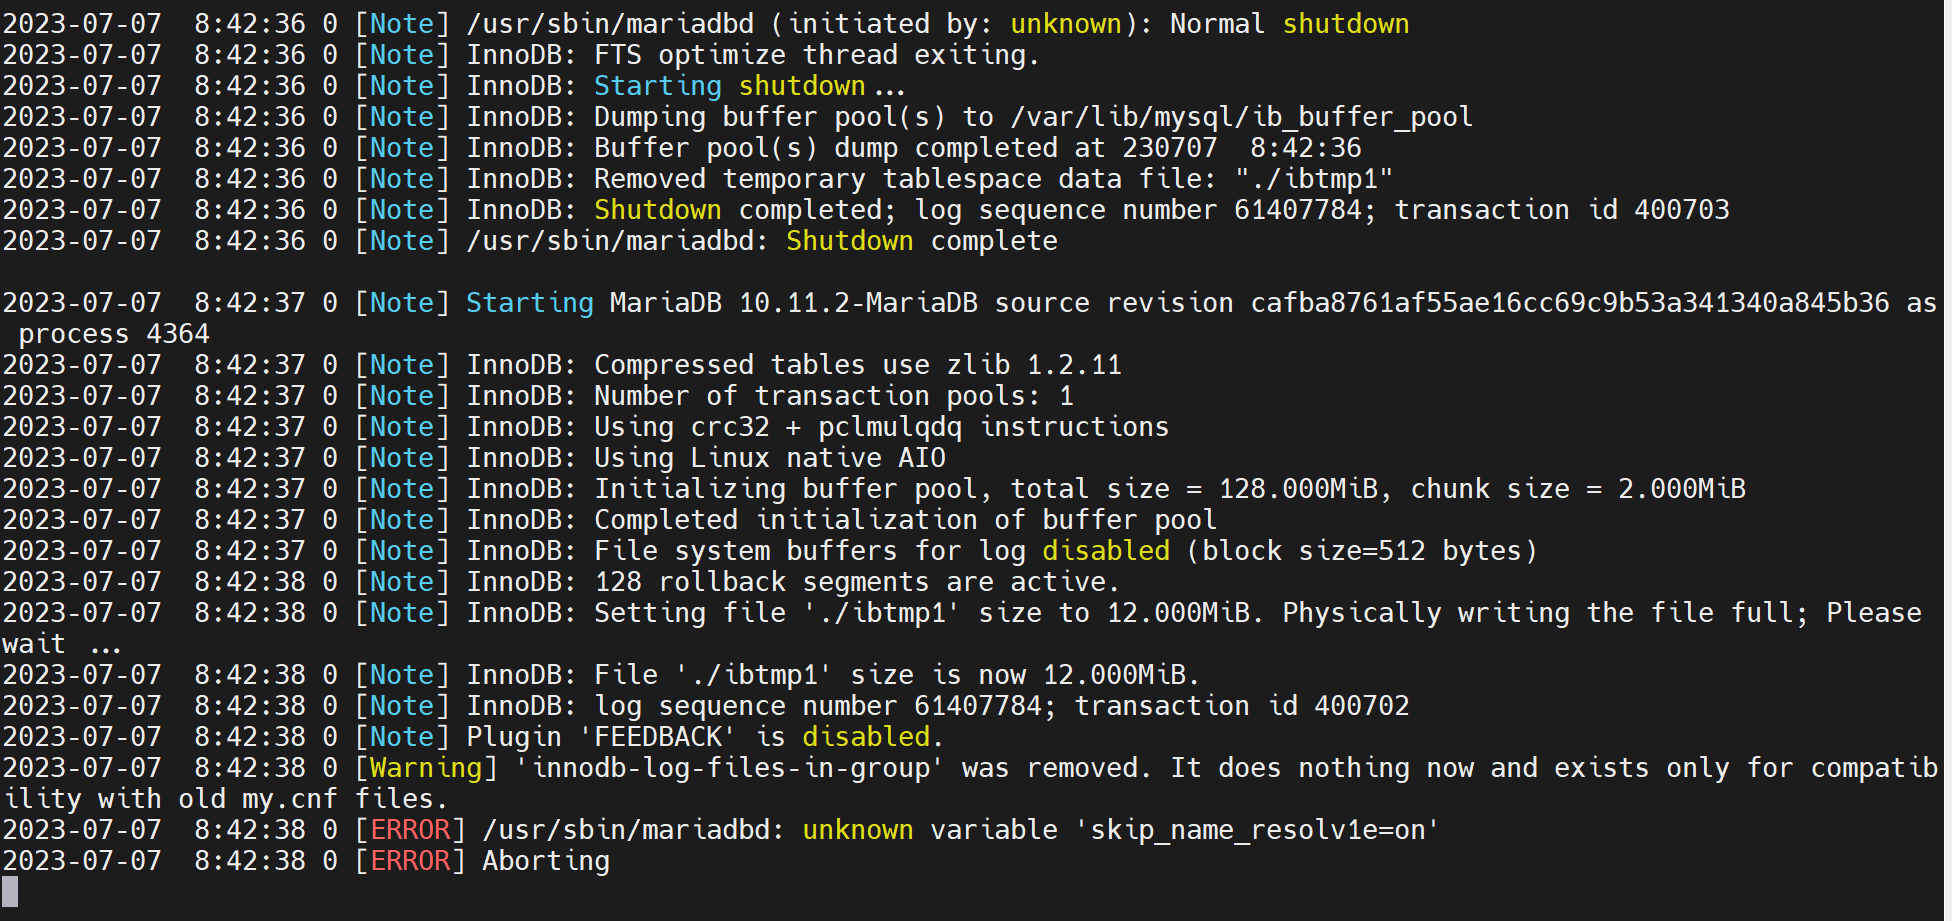 2023-07-07  8:42:36 0 [Note] /usr/sbin/mariadbd (initiated by: unknown): Normal shutdown
2023-07-07  8:42:36 0 [Note] InnoDB: FTS optimize thread exiting.
2023-07-07  8:42:36 0 [Note] InnoDB: Starting shutdown...
2023-07-07  8:42:36 0 [Note] InnoDB: Dumping buffer pool(s) to /var/lib/mysql/ib_buffer_pool
2023-07-07  8:42:36 0 [Note] InnoDB: Buffer pool(s) dump completed at 230707  8:42:36
2023-07-07  8:42:36 0 [Note] InnoDB: Removed temporary tablespace data file: "./ibtmp1"
2023-07-07  8:42:36 0 [Note] InnoDB: Shutdown completed; log sequence number 61407784; transaction id 400703
2023-07-07  8:42:36 0 [Note] /usr/sbin/mariadbd: Shutdown complete

2023-07-07  8:42:37 0 [Note] Starting MariaDB 10.11.2-MariaDB source revision cafba8761af55ae16cc69c9b53a341340a845b36 as
 process 4364
2023-07-07  8:42:37 0 [Note] InnoDB: Compressed tables use zlib 1.2.11
2023-07-07  8:42:37 0 [Note] InnoDB: Number of transaction pools: 1
2023-07-07  8:42:37 0 [Note] InnoDB: Using crc32 + pclmulqdq instructions
2023-07-07  8:42:37 0 [Note] InnoDB: Using Linux native AIO
2023-07-07  8:42:37 0 [Note] InnoDB: Initializing buffer pool, total size = 128.000MiB, chunk size = 2.000MiB
2023-07-07  8:42:37 0 [Note] InnoDB: Completed initialization of buffer pool
2023-07-07  8:42:37 0 [Note] InnoDB: File system buffers for log disabled (block size=512 bytes)
2023-07-07  8:42:38 0 [Note] InnoDB: 128 rollback segments are active.
2023-07-07  8:42:38 0 [Note] InnoDB: Setting file './ibtmp1' size to 12.000MiB. Physically writing the file full; Please
wait ...
2023-07-07  8:42:38 0 [Note] InnoDB: File './ibtmp1' size is now 12.000MiB.
2023-07-07  8:42:38 0 [Note] InnoDB: log sequence number 61407784; transaction id 400702
2023-07-07  8:42:38 0 [Note] Plugin 'FEEDBACK' is disabled.
2023-07-07  8:42:38 0 [Warning] 'innodb-log-files-in-group' was removed. It does nothing now and exists only for compatib
ility with old my.cnf files.
2023-07-07  8:42:38 0 [ERROR] /usr/sbin/mariadbd: unknown variable 'skip_name_resolv1e=on'
2023-07-07  8:42:38 0 [ERROR] Aborting